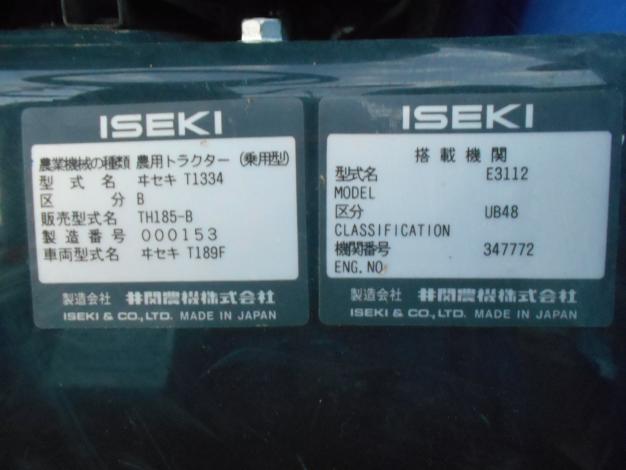 ISEKI
農業機械の種類 農用トラクター（乗用型）
型式名 ヰセキ T1334
区分 B
販売型式名 TH185-B
製造番号 000153
車両型式名 ヰセキ T189F
製造会社 井関農機株式会社
ISEKI & CO., LTD. MADE IN JAPAN
ISEKI
搭載機関
型式名 E3112
MODEL
区分 UB48
CLASSIFICATION
機関番号 347772
ENG. NO
製造会社 井関農機株式会社
ISEKI & CO., LTD. MADE IN JAPAN